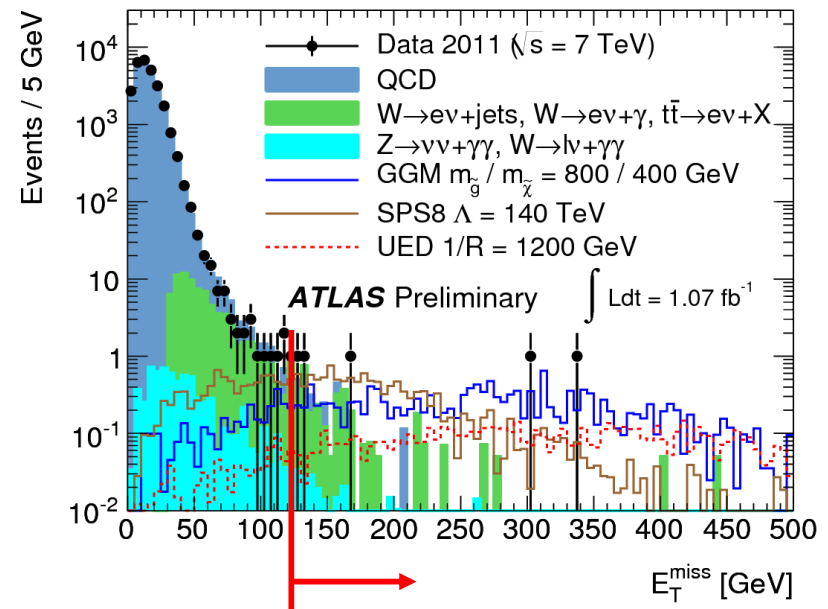 Events / 5 GeV
10⁴
10³
10²
10
1
10⁻¹
10⁻²
Data 2011 (√s = 7 TeV)
QCD
W→eν+jets, W→eν+γ, tt̄→eν+X
Z→νν+γγ, W→lν+γγ
GGM m_g̃ / m_χ̃ = 800 / 400 GeV
SPS8 Λ = 140 TeV
UED 1/R = 1200 GeV
ATLAS Preliminary ∫ Ldt = 1.07 fb⁻¹
0 50 100 150 200 250 300 350 400 450 500
E_T^miss [GeV]